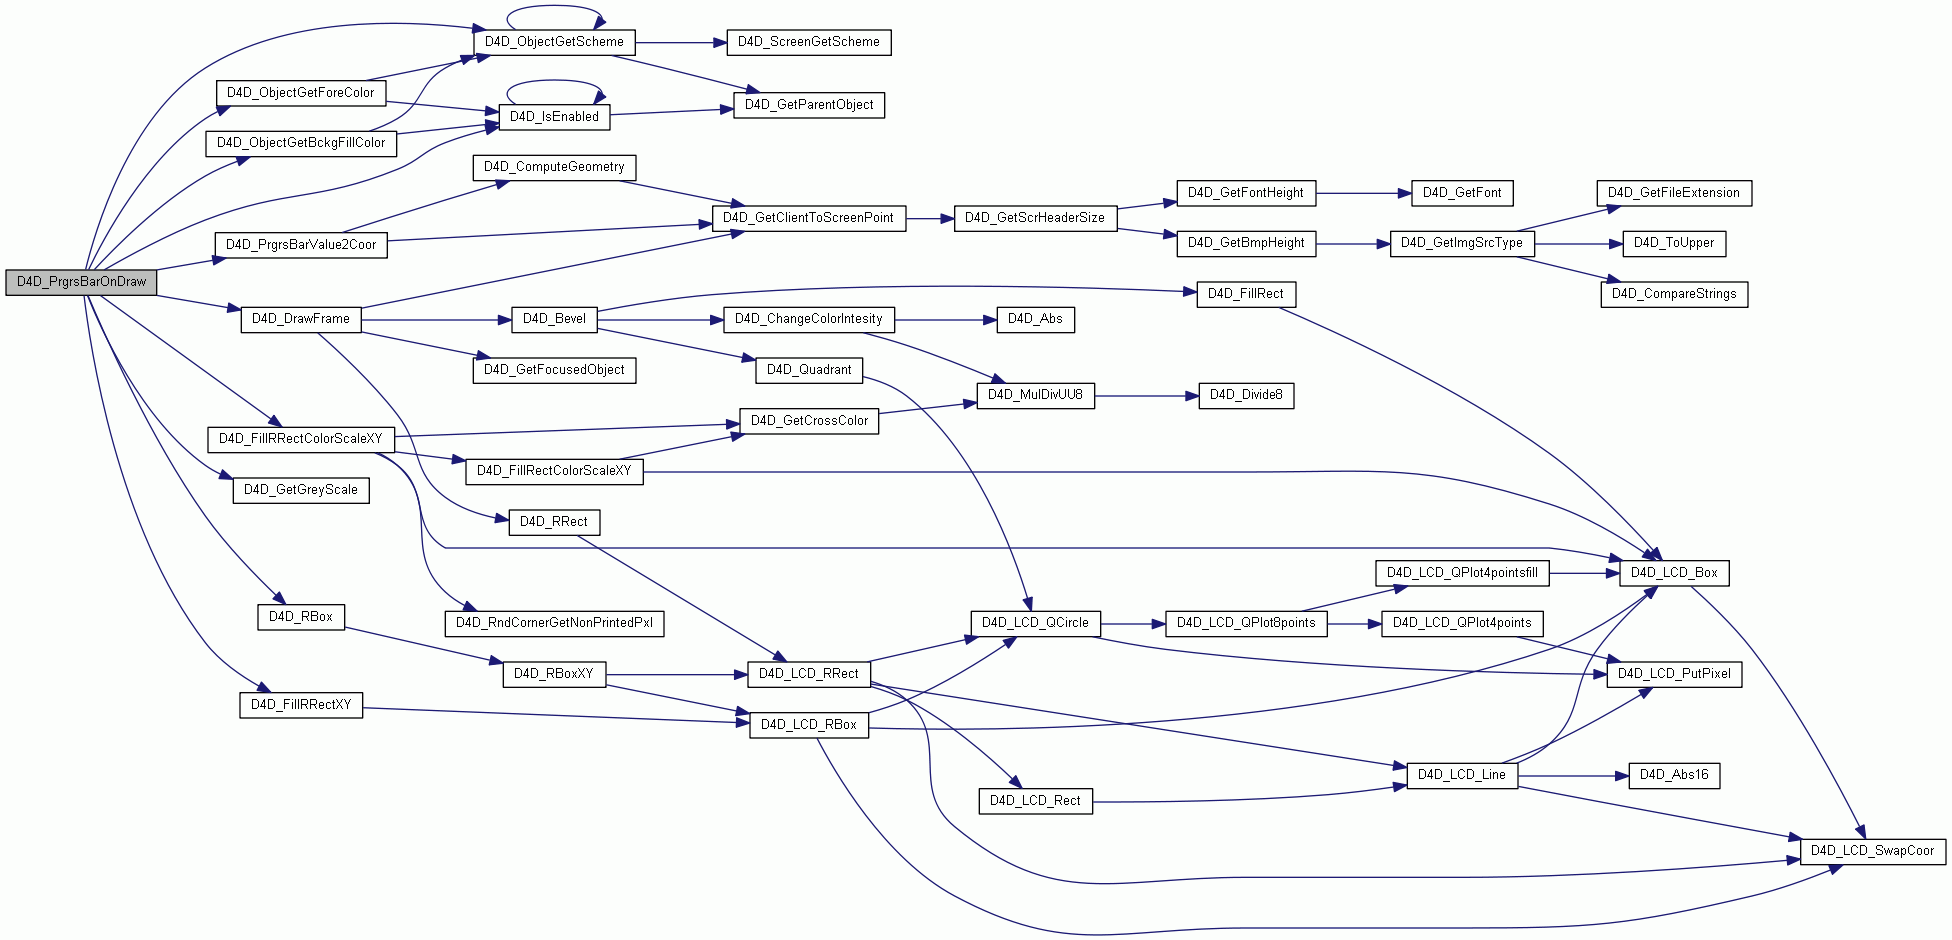 D4D_ObjectGetScheme
D4D_ScreenGetScheme
D4D_ObjectGetForeColor
D4D_GetParentObject
D4D_IsEnabled
D4D_ObjectGetBckgFillColor
D4D_ComputeGeometry
D4D_GetFontHeight
D4D_GetFont
D4D_GetFileExtension
D4D_GetClientToScreenPoint
D4D_GetScrHeaderSize
D4D_PrgrsBarValue2Coor
D4D_GetBmpHeight
D4D_GetImgSrcType
D4D_ToUpper
D4D_PrgrsBarOnDraw
D4D_FillRect
D4D_CompareStrings
D4D_DrawFrame
D4D_Bevel
D4D_ChangeColorIntesity
D4D_Abs
D4D_GetFocusedObject
D4D_Quadrant
D4D_MulDivUU8
D4D_Divide8
D4D_GetCrossColor
D4D_FillRRectColorScaleXY
D4D_FillRectColorScaleXY
D4D_GetGreyScale
D4D_RRect
D4D_LCD_QPlot4pointsfill
D4D_LCD_Box
D4D_RBox
D4D_RndCornerGetNonPrintedPxl
D4D_LCD_QCircle
D4D_LCD_QPlot8points
D4D_LCD_QPlot4points
D4D_RBoxXY
D4D_LCD_RRect
D4D_LCD_PutPixel
D4D_FillRRectXY
D4D_LCD_RBox
D4D_LCD_Line
D4D_Abs16
D4D_LCD_Rect
D4D_LCD_SwapCoor